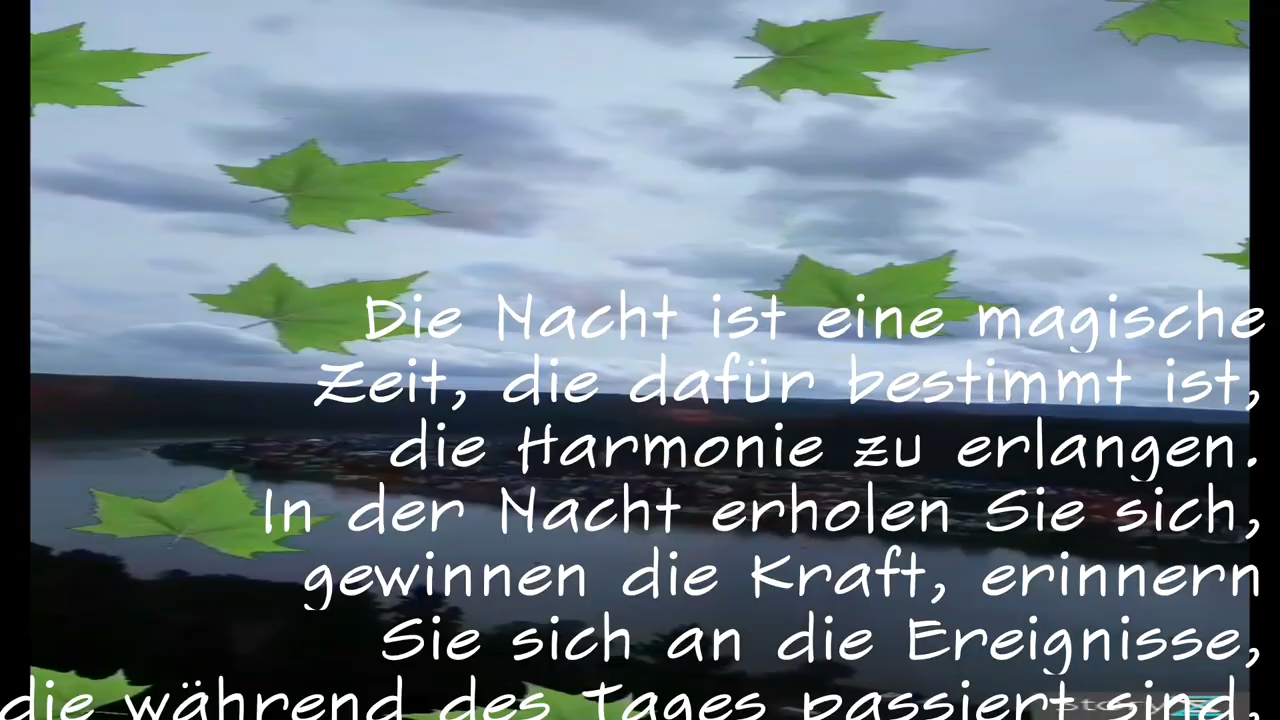 Die Nacht ist eine magische
Zeit, die dafür bestimmt ist,
die Harmonie zu erlangen.
In der Nacht erholen Sie sich,
gewinnen die Kraft, erinnern
Sie sich an die Ereignisse,
die während des Tages passiert sind,